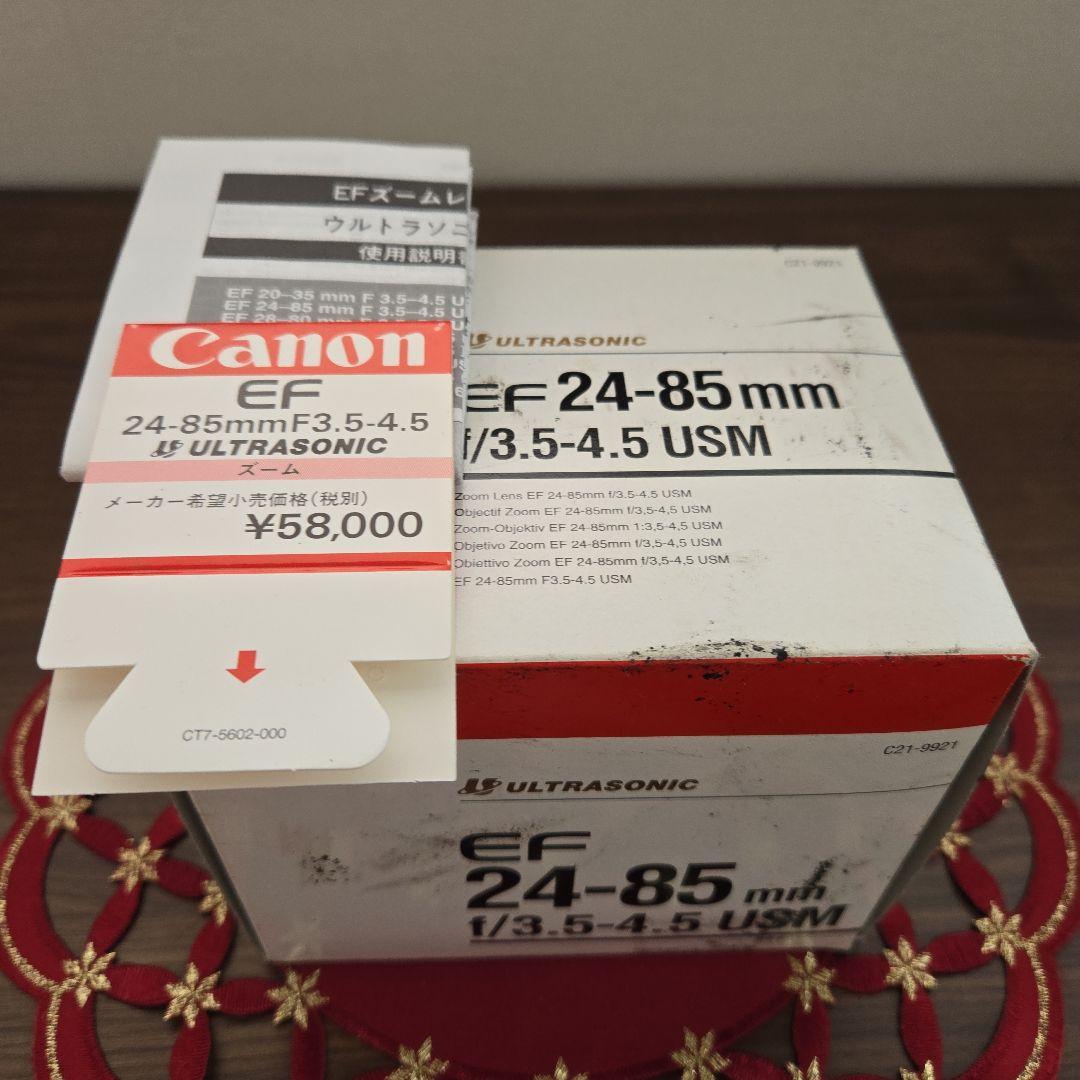 EFズームレ
ウルトラソニ
使用説明
EF 20–35 mm F 3.5–4.5 U
EF 24–85 mm F 3.5–4.5 U
Canon
EF
24-85mmF3.5-4.5
ULTRASONIC
ズーム
メーカー希望小売価格(税別)
¥58,000
CT7-5602-000
C21-9921
ULTRASONIC
EF 24-85mm
f/3.5-4.5 USM
Zoom Lens EF 24-85mm f/3.5-4.5 USM
Objectif Zoom EF 24-85mm f/3,5-4,5 USM
Zoom-Objektiv EF 24-85mm 1:3,5-4,5 USM
Objetivo Zoom EF 24-85mm f/3,5-4,5 USM
Obiettivo Zoom EF 24-85mm f/3,5-4,5 USM
EF 24-85mm F3.5-4.5 USM
C21-9921
ULTRASONIC
EF
24-85 mm
f/3.5-4.5 USM